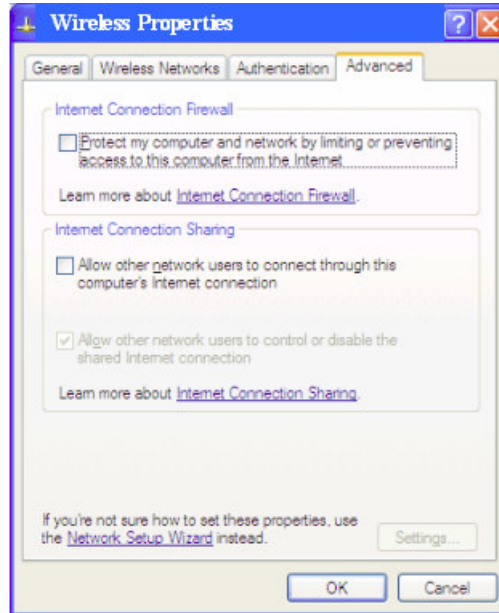 Wireless Properties
General
Wireless Networks
Authentication
Advanced
Internet Connection Firewall
Protect my computer and network by limiting or preventing
access to this computer from the Internet
Learn more about Internet Connection Firewall.
Internet Connection Sharing
Allow other network users to connect through this
computer's Internet connection
Allow other network users to control or disable the
shared Internet connection
Learn more about Internet Connection Sharing.
If you're not sure how to set these properties, use
the Network Setup Wizard instead.
Settings...
OK
Cancel